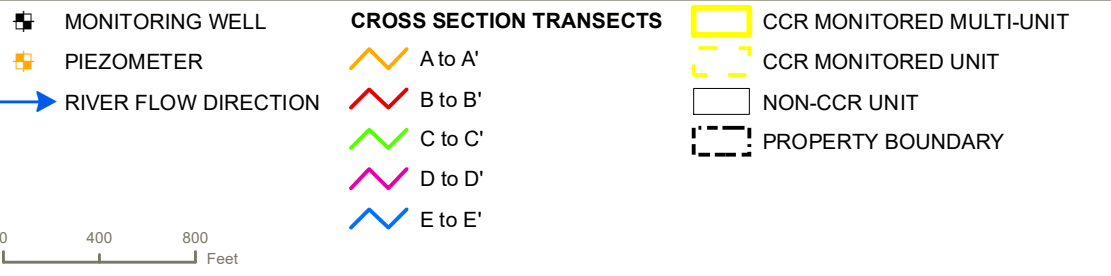 MONITORING WELL
PIEZOMETER
RIVER FLOW DIRECTION
CROSS SECTION TRANSECTS
A to A'
B to B'
C to C'
D to D'
E to E'
CCR MONITORED MULTI-UNIT
CCR MONITORED UNIT
NON-CCR UNIT
PROPERTY BOUNDARY
0 400 800
Feet